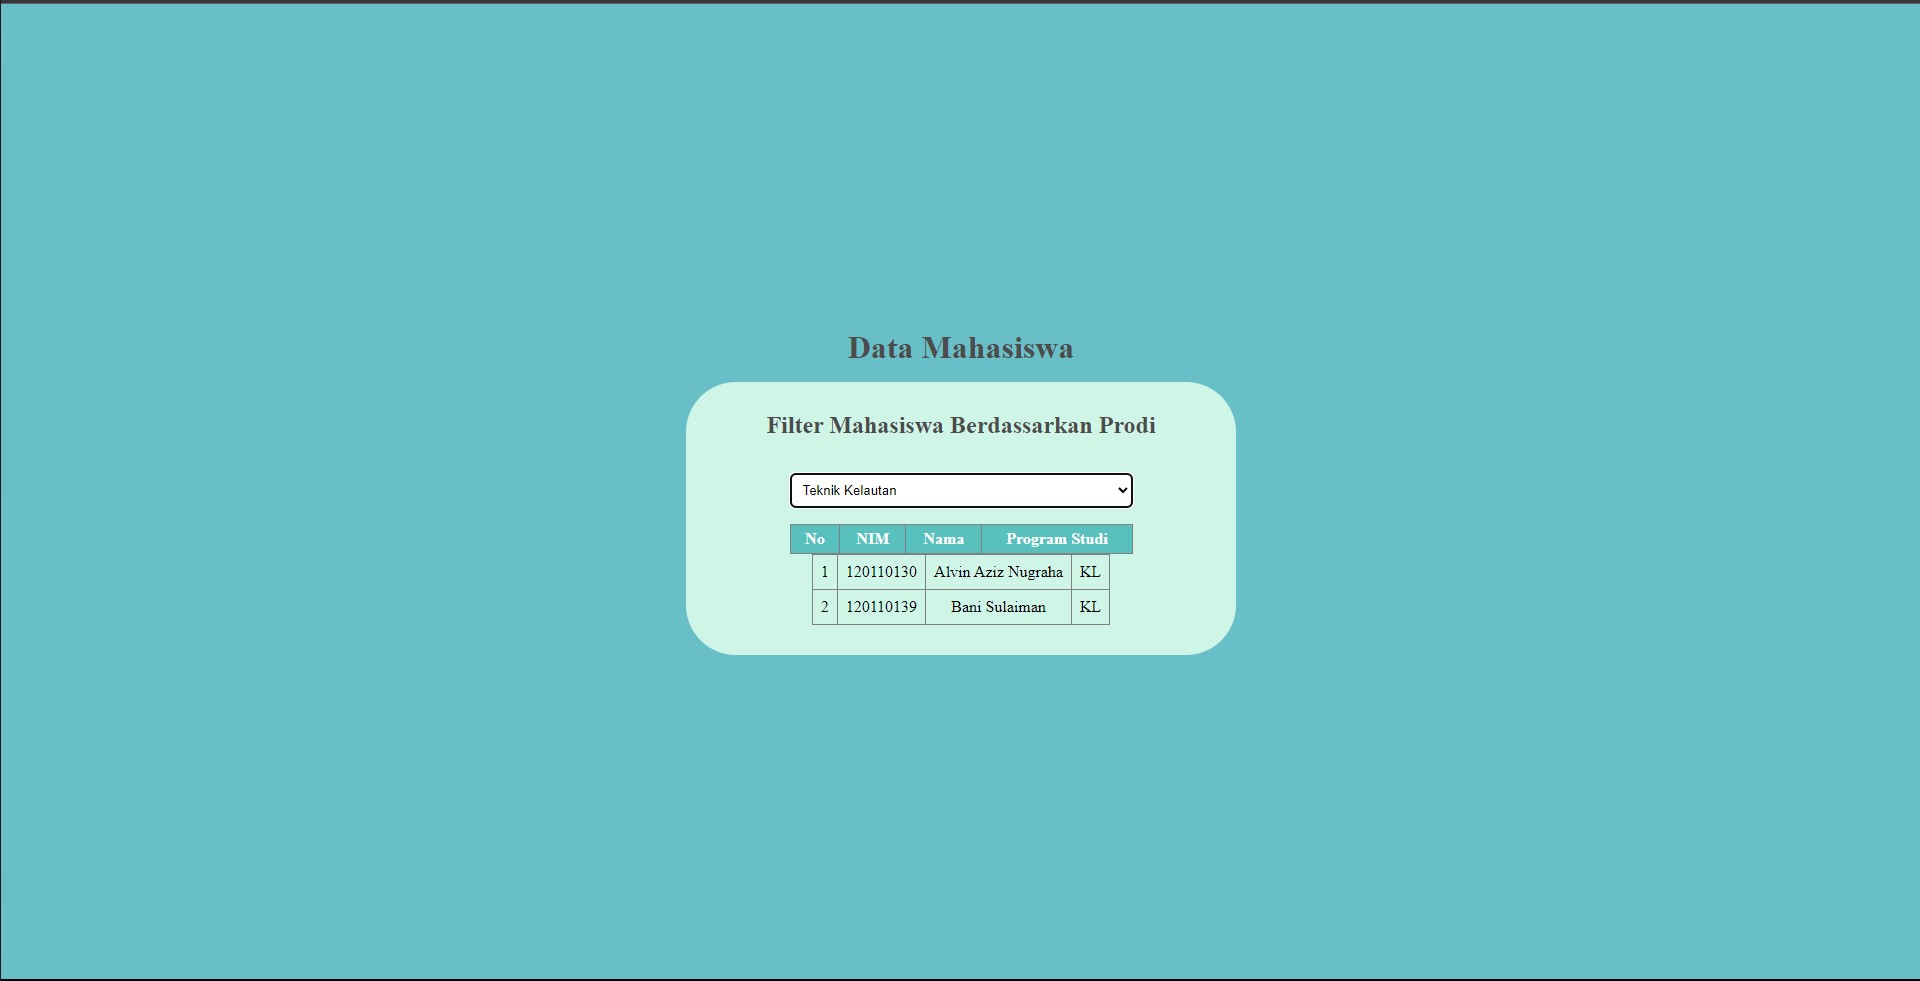 Data Mahasiswa
Filter Mahasiswa Berdassarkan Prodi
Teknik Kelautan
No NIM Nama Program Studi
1 120110130 Alvin Aziz Nugraha KL
2 120110139 Bani Sulaiman KL